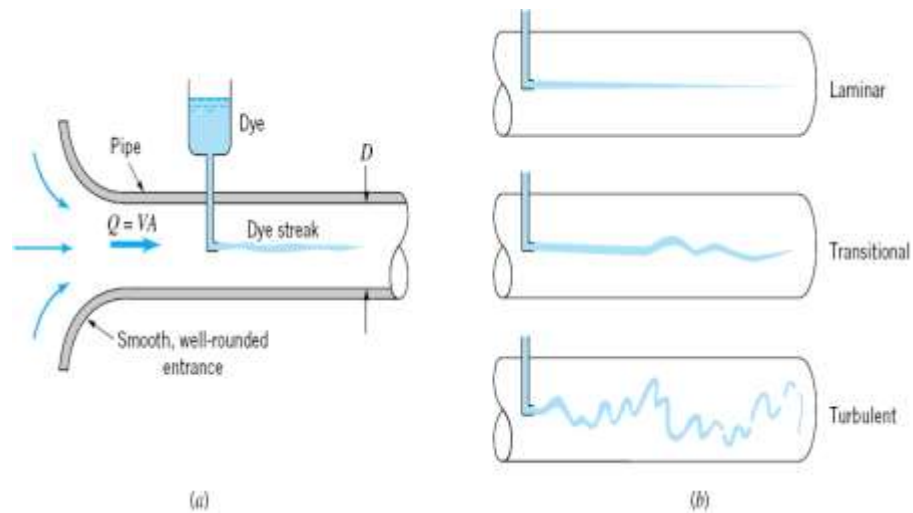 Dye
Pipe
D
Q = VA
Dye streak
Smooth, well-rounded
entrance
(a)
Laminar
Transitional
Turbulent
(b)